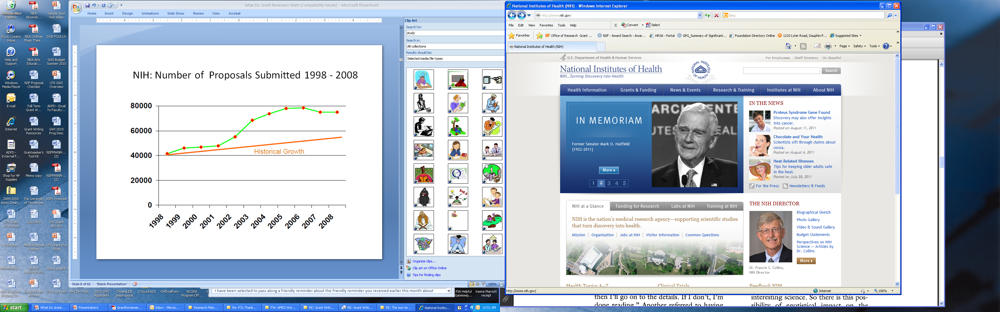 Recycle Bin
NEA Bloomsb...
Sample Spon Res slides
Roxio Creator Home
NEA Ordway Music Thea...
DOE FOIA Ltr
Help and Support
NEA Arts Educati...
GWI Budget Summer 2010
Windows Media Player
NSF Proposal Checklist
UTK GWI Overview
E-mail
Fall Term Grant W...
ADFD - Email To Faculty...
Internet
Grant Writing Resources
GWI 2010 Prog Desc
ADFD - External F...
Grantseeker's Tool Kit
NSFMWNPr... (2)
Shop for HP Supplies
Memo copy
NSFMWNPr... (2)
2009 2010 Assoc Dean...
The University of Tennessee
SSPS Proposal
UTK Grant Workshops
G20 Intro
UTK Grant Activity
1115Water...
MWN Proposal Outline
UTK Grant Inst Flyer
NSFMWNPro...
GRANT WORKSHOPS
Wang graphic
NEH Proposal - Bridging Co...
Sample Grant Activity
UTK EvalForm
MRI Dev Plan
2010 GWI Applicants
Zhuang ISE preproposal
D'Souza NOI
GWEvalForm
NCURA Program Off...
PIA Helpful Gatekeep...
Keene Marriott receipt
What Do Grant Reviewers Want [Compatibility Mode] - Microsoft PowerPoint
Home Insert Design Animations Slide Show Review View Acrobat
NIH: Number of Proposals Submitted 1998 - 2008
80000
60000
40000
20000
0
Historical Growth
1998 1999 2000 2001 2002 2003 2004 2005 2006 2007 2008
Clip Art
Search for:
study
Search in:
All collections
Results should be:
Selected media file types
Organize clips...
Clip art on Office Online
Tips for finding clips
Slide 8 of 61 "Blank Presentation" 100%
I have been selected to pass along a friendly reminder about the friendly reminder you received earlier this month about
National Institutes of Health (NIH) - Windows Internet Explorer
http://www.nih.gov/
Bing
File Edit View Favorites Tools Help
Convert Select
Favorites
Office of Research Grant ...
NSF - Award Search - Awar...
HRSA - Portal
GPG_Summary of Significant...
Foundation Directory Online
1210 Lyter Road, Dauphin P...
Suggested Sites
National Institutes of Health (NIH)
Page Safety Tools
U.S. Department of Health & Human Services
For Employees Staff Directory En Español
National Institutes of Health
NIH...Turning Discovery into Health
NATIONAL INSTITUTES OF HEALTH
Search
Health Information Grants & Funding News & Events Research & Training Institutes at NIH About NIH
IN MEMORIAM
Former Senator Mark O. Hatfield
(1922-2011)
More
1 2 3 4 5
IN THE NEWS
Proteus Syndrome Gene Found
Discovery may also offer insights
into cancer.
Posted on August 11, 2011
Chocolate and Your Health
Scientists sift through claims about
cocoa.
Posted on August 4, 2011
Heat-Related Illnesses
Tips for keeping older adults safe
in the heat.
Posted on July 28, 2011
For the Press Newsletters & Feeds
NIH at a Glance Funding for Research Labs at NIH Training at NIH
NIH is the nation's medical research agency—supporting scientific studies
that turn discovery into health.
Mission Organization Jobs at NIH Visitor Information Common Questions
THE NIH DIRECTOR
Biographical Sketch
Photo Gallery
Video & Sound Gallery
Budget Statements
Perspectives on NIH
Science — Articles by
Dr. Collins
More
Dr. Francis S. Collins,
NIH Director
Health Topics A–Z Clinical Trials Feedback NIH
http://www.nih.gov/ Internet 100%
then I'll go on to the details. If I don't, I'm
done reading." Another referred to having
interesting science. So there is this pos-
sibility of egotistical impact on the
start
What Do Grant...
Presentation1
GrantReviewer...
Inbox - Micros...
Research Man...
Re: PJ's Thank...
FW: AM53 Wor...
RE: Grant Writi...
RE: Grant Writi...
RE: The sun ne...
National Institu...
10:51 AM